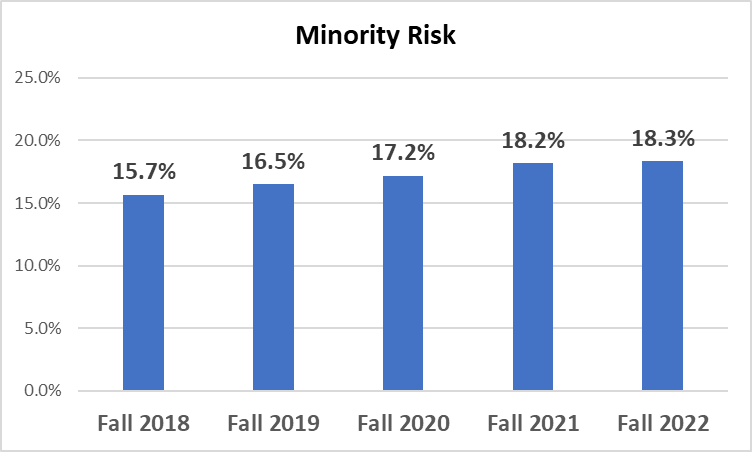 Minority Risk
25.0%
20.0%
15.0%
10.0%
5.0%
0.0%
15.7%
16.5%
17.2%
18.2%
18.3%
Fall 2018
Fall 2019
Fall 2020
Fall 2021
Fall 2022